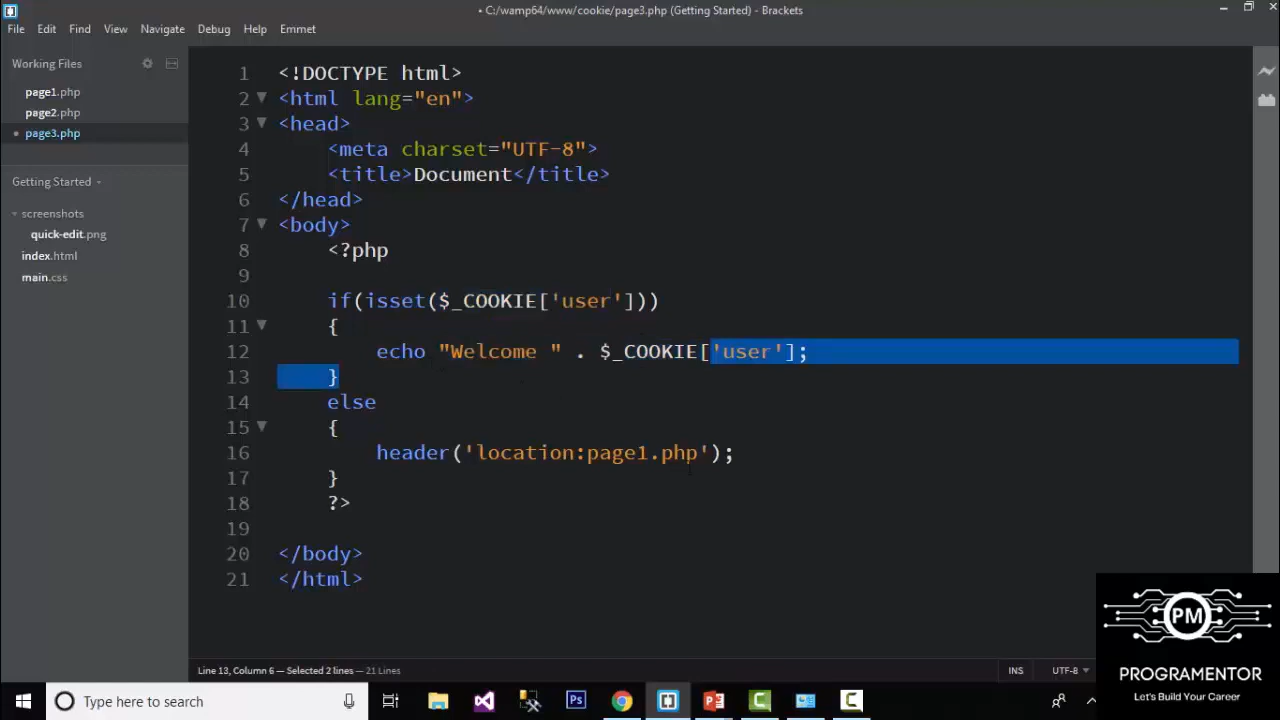 • C:/wamp64/www/cookie/page3.php (Getting Started) - Brackets
File Edit Find View Navigate Debug Help Emmet
Working Files
page1.php
page2.php
page3.php
Getting Started
screenshots
quick-edit.png
index.html
main.css
1 <!DOCTYPE html>
2 <html lang="en">
3 <head>
4 <meta charset="UTF-8">
5 <title>Document</title>
6 </head>
7 <body>
8 <?php
9
10 if(isset($_COOKIE['user']))
11 {
12 echo "Welcome " . $_COOKIE['user'];
13 }
14 else
15 {
16 header('location:page1.php');
17 }
18 ?>
19
20 </body>
21 </html>
Line 13, Column 6 — Selected 2 lines — 21 Lines
INS UTF-8
PM
PROGRAMENTOR
Let's Build Your Career
Type here to search
Ps